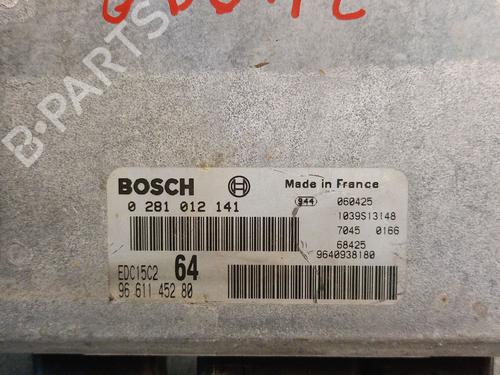 B-PARTS
BOSCH
Made in France
0 281 012 141
944 060425
1039S13148
7045 0166
68425
9640938180
EDC15C2 64
96 611 452 80